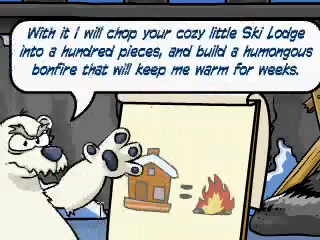 With it I will chop your cozy little Ski Lodge
into a hundred pieces, and build a humongous
bonfire that will keep me warm for weeks.